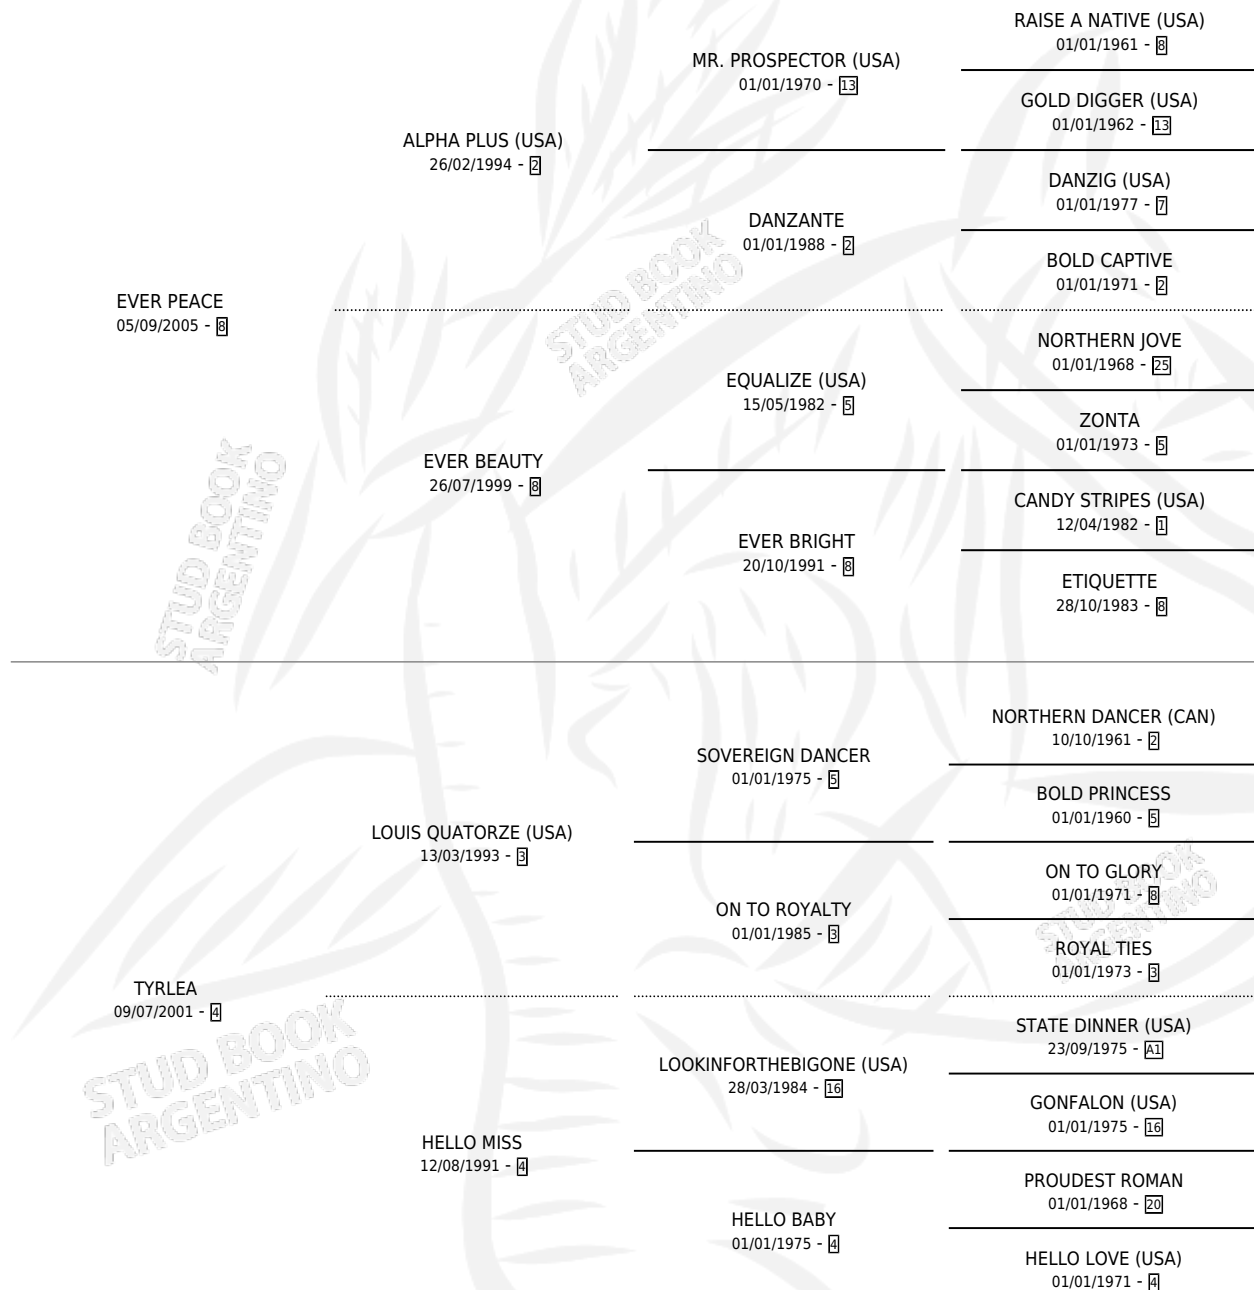 RAISE A NATIVE (USA)
01/01/1961 - 8
MR. PROSPECTOR (USA)
01/01/1970 - 13
GOLD DIGGER (USA)
01/01/1962 - 13
ALPHA PLUS (USA)
26/02/1994 - 2
DANZIG (USA)
01/01/1977 - 7
DANZANTE
01/01/1988 - 2
BOLD CAPTIVE
01/01/1971 - 2
EVER PEACE
05/09/2005 - 8
NORTHERN JOVE
01/01/1968 - 25
EQUALIZE (USA)
15/05/1982 - 5
ZONTA
01/01/1973 - 5
EVER BEAUTY
26/07/1999 - 8
CANDY STRIPES (USA)
12/04/1982 - 1
EVER BRIGHT
20/10/1991 - 8
ETIQUETTE
28/10/1983 - 8
NORTHERN DANCER (CAN)
10/10/1961 - 2
SOVEREIGN DANCER
01/01/1975 - 5
BOLD PRINCESS
01/01/1960 - 5
LOUIS QUATORZE (USA)
13/03/1993 - 3
ON TO GLORY
01/01/1971 - 8
ON TO ROYALTY
01/01/1985 - 3
ROYAL TIES
01/01/1973 - 3
TYRLEA
09/07/2001 - 4
STATE DINNER (USA)
23/09/1975 - A1
LOOKINFORTHEBIGONE (USA)
28/03/1984 - 16
GONFALON (USA)
01/01/1975 - 16
HELLO MISS
12/08/1991 - 4
PROUDEST ROMAN
01/01/1968 - 20
HELLO BABY
01/01/1975 - 4
HELLO LOVE (USA)
01/01/1971 - 4
STUD BOOK
ARGENTINO
STUD BOOK
ARGENTINO
STUD BOOK
ARGENTINO
STUD BOOK
ARGENTINO